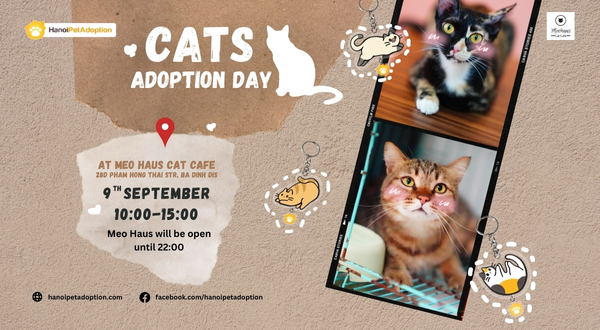 HanoiPetAdoption
CATS
ADOPTION DAY
AT MEO HAUS CAT CAFE
28D PHAM HONG THAI STR, BA DINH DIS
9TH SEPTEMBER
10:00-15:00
Meo Haus will be open
until 22:00
hanoipetadoption.com
facebook.com/hanoipetadoption